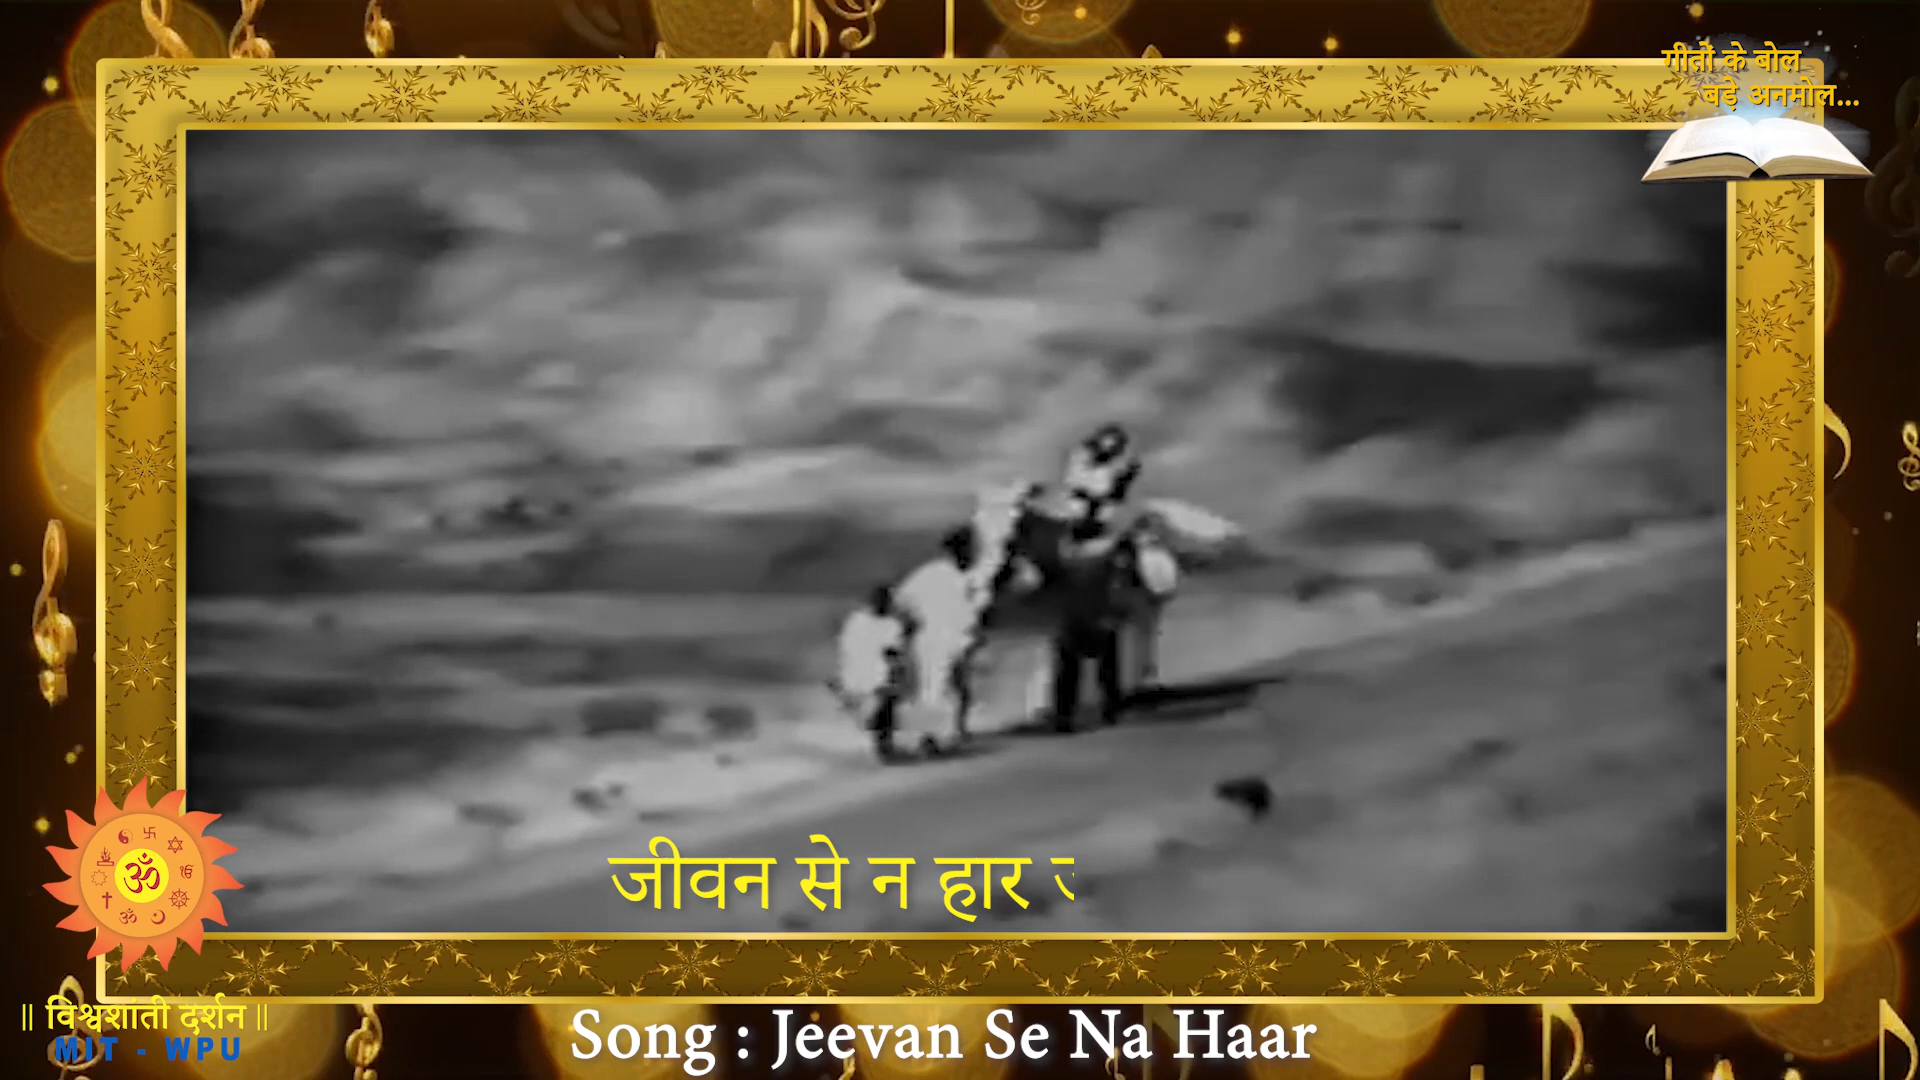 गीतों के बोल
बड़े अनमोल...
जीवन से न हार
|| विश्वशांती दर्शन ||
MIT - WPU
Song : Jeevan Se Na Haar